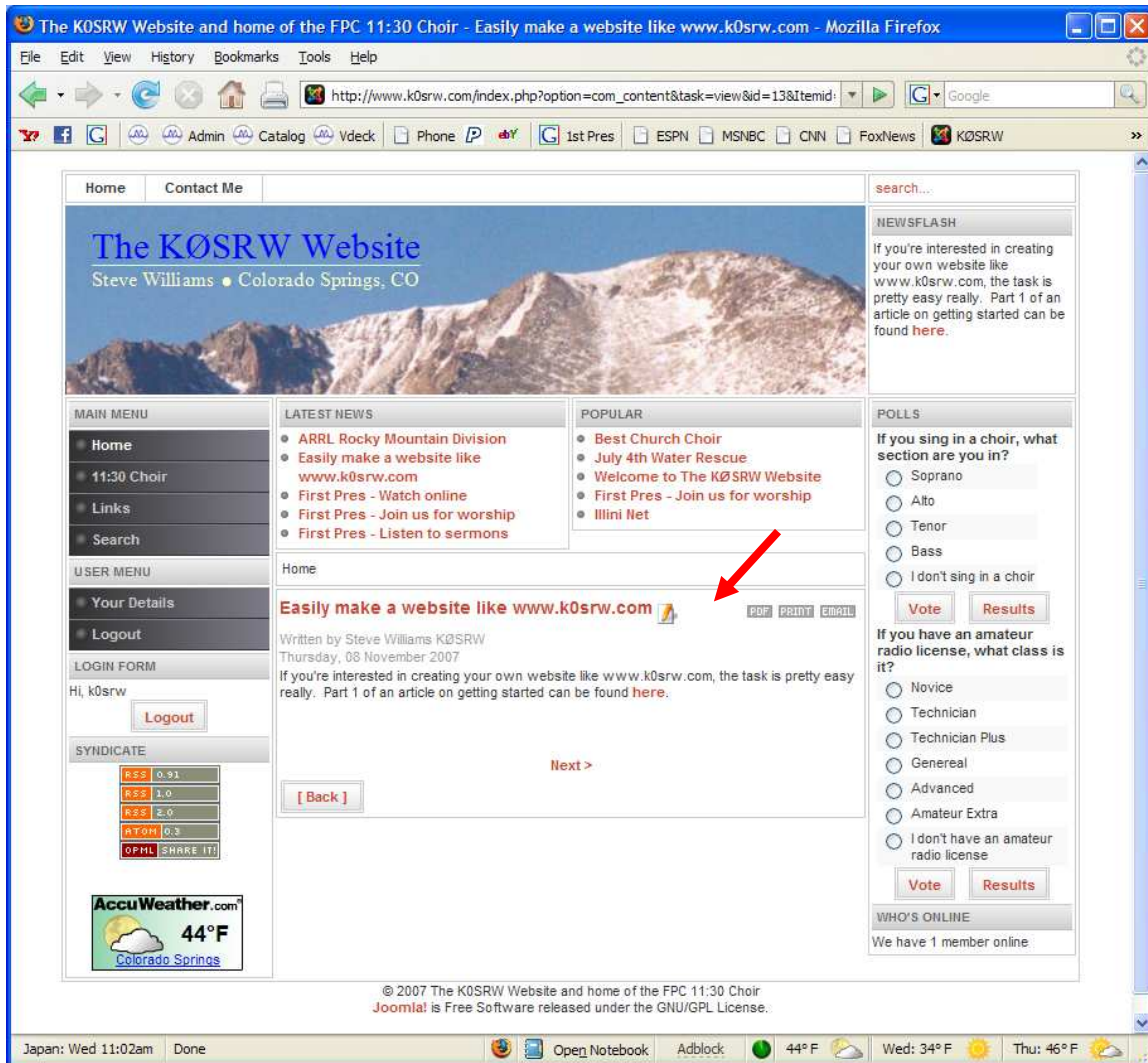 The K0SRW Website and home of the FPC 11:30 Choir - Easily make a website like www.k0srw.com - Mozilla Firefox
File Edit View History Bookmarks Tools Help
http://www.k0srw.com/index.php?option=com_content&task=view&id=13&Itemid:
G Google
Y? f G Admin Catalog Vdeck Phone P ebY G 1st Pres ESPN MSNBC CNN FoxNews KØSRW »
Home Contact Me
search...
The KØSRW Website
Steve Williams ● Colorado Springs, CO
NEWSFLASH
If you're interested in creating
your own website like
www.k0srw.com, the task is
pretty easy really. Part 1 of an
article on getting started can be
found here.
MAIN MENU
Home
11:30 Choir
Links
Search
USER MENU
Your Details
Logout
LOGIN FORM
Hi, k0srw
Logout
SYNDICATE
RSS 0.91
RSS 1.0
RSS 2.0
ATOM 0.3
OPML SHARE IT!
AccuWeather.com®
44°F
Colorado Springs
LATEST NEWS
ARRL Rocky Mountain Division
Easily make a website like
www.k0srw.com
First Pres - Watch online
First Pres - Join us for worship
First Pres - Listen to sermons
POPULAR
Best Church Choir
July 4th Water Rescue
Welcome to The KØSRW Website
First Pres - Join us for worship
Illini Net
Home
Easily make a website like www.k0srw.com PDF PRINT EMAIL
Written by Steve Williams KØSRW
Thursday, 08 November 2007
If you're interested in creating your own website like www.k0srw.com, the task is pretty easy
really. Part 1 of an article on getting started can be found here.
Next >
[ Back ]
POLLS
If you sing in a choir, what
section are you in?
Soprano
Alto
Tenor
Bass
I don't sing in a choir
Vote Results
If you have an amateur
radio license, what class is
it?
Novice
Technician
Technician Plus
Genereal
Advanced
Amateur Extra
I don't have an amateur
radio license
Vote Results
WHO'S ONLINE
We have 1 member online
© 2007 The K0SRW Website and home of the FPC 11:30 Choir
Joomla! is Free Software released under the GNU/GPL License.
Japan: Wed 11:02am Done Open Notebook Adblock 44° F Wed: 34° F Thu: 46° F